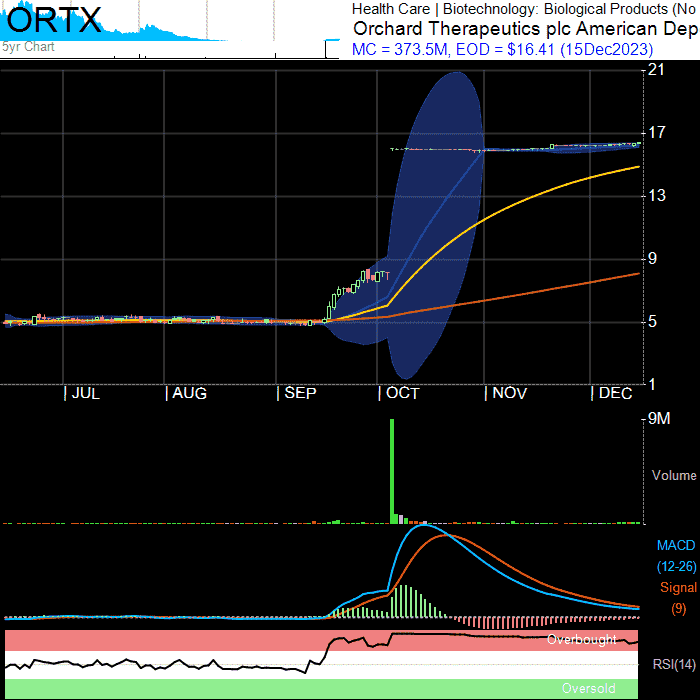 ORTX
5yr Chart
Health Care | Biotechnology: Biological Products (No
Orchard Therapeutics plc American Dep
MC = 373.5M, EOD = $16.41 (15Dec2023)
21
17
13
9
5
1
JUL
AUG
SEP
OCT
NOV
DEC
9M
Volume
MACD
(12-26)
Signal
(9)
Overbought
RSI(14)
Oversold